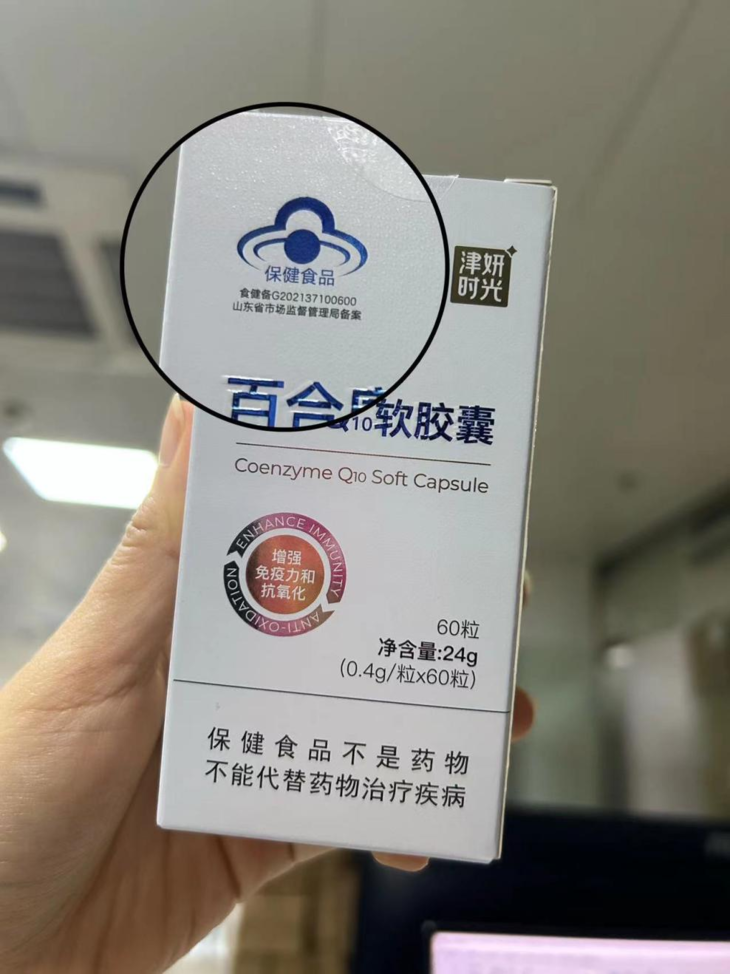 保健食品
食健备G202137100600
山东省市场监督管理局备案
津妍
时光
百合康
10软胶囊
Coenzyme Q10 Soft Capsule
ENHANCE IMMUNITY
增强
免疫力和
抗氧化
ANTI-OXIDATION
60粒
净含量:24g
(0.4g/粒x60粒)
保健食品不是药物
不能代替药物治疗疾病